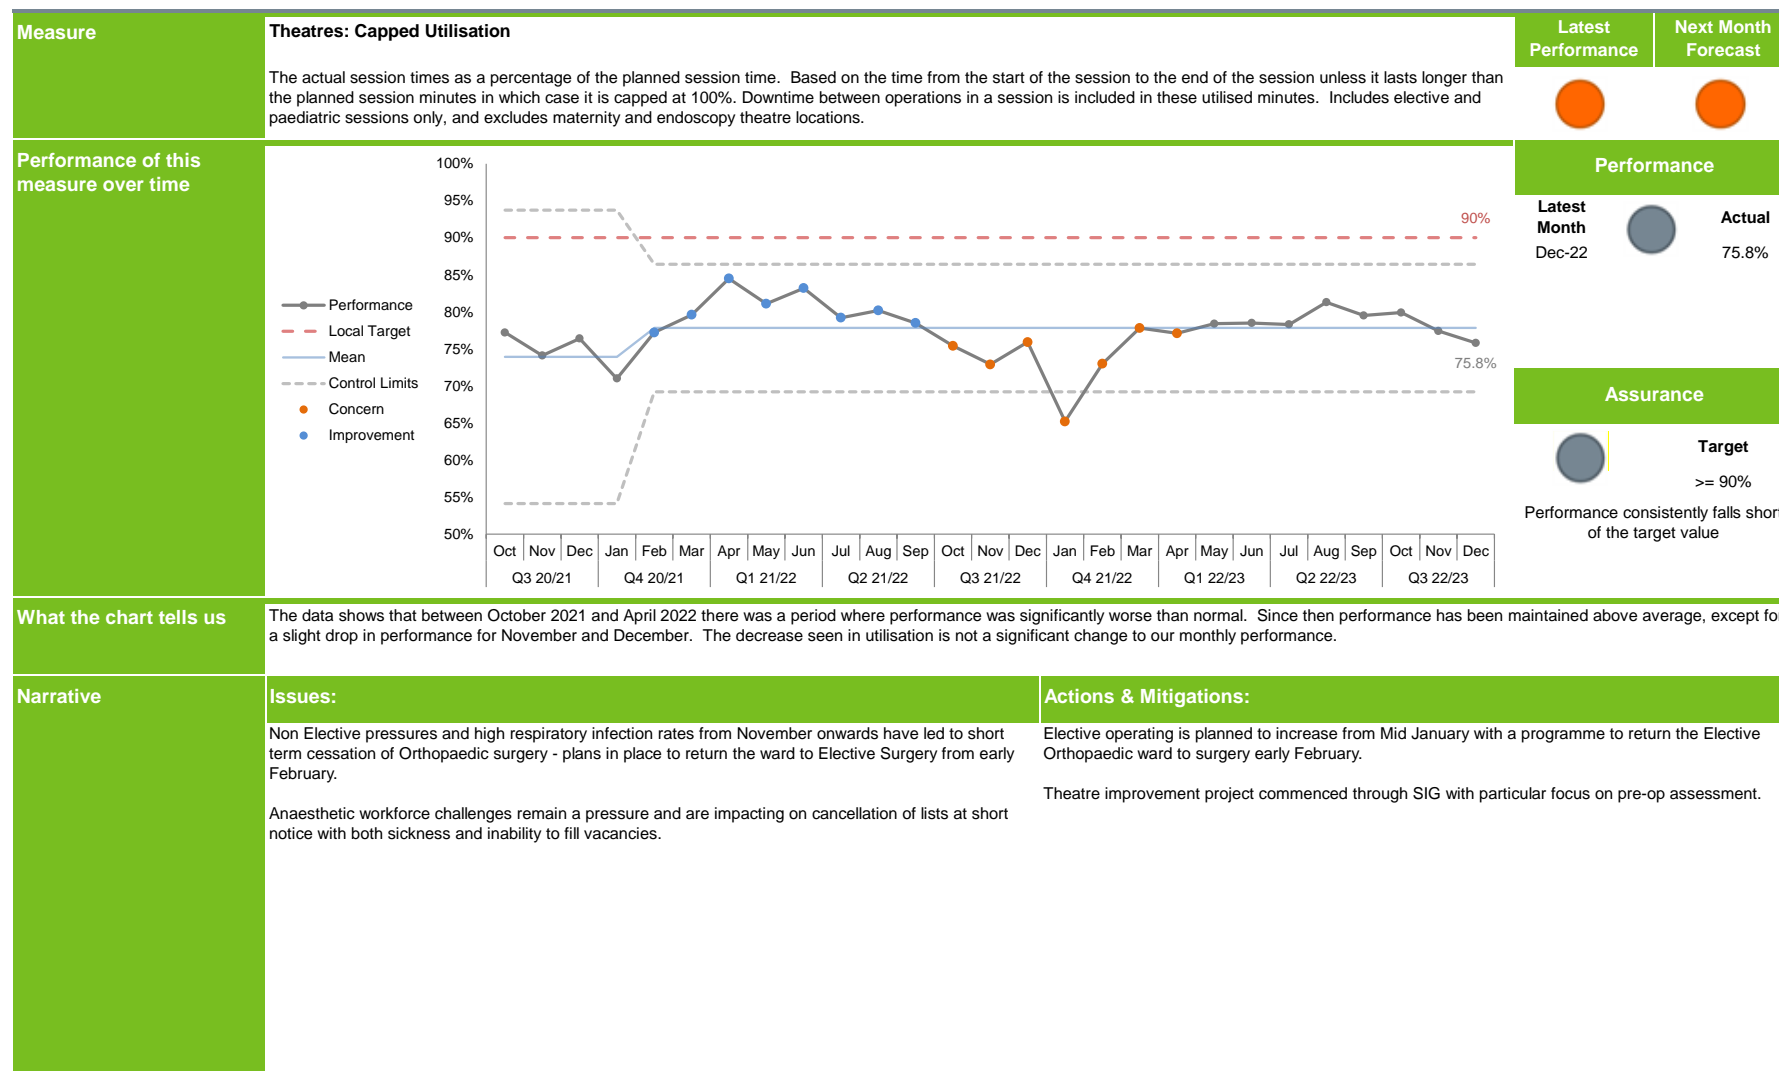 Measure
Theatres: Capped Utilisation
The actual session times as a percentage of the planned session time.  Based on the time from the start of the session to the end of the session unless it lasts longer than
the planned session minutes in which case it is capped at 100%. Downtime between operations in a session is included in these utilised minutes.  Includes elective and
paediatric sessions only, and excludes maternity and endoscopy theatre locations.
Latest
Performance
Next Month
Forecast
Performance of this
measure over time
100%
95%
90%
85%
80%
75%
70%
65%
60%
55%
50%
Performance
Local Target
Mean
Control Limits
Concern
Improvement
90%
75.8%
Oct Nov Dec Jan Feb Mar Apr May Jun Jul Aug Sep Oct Nov Dec Jan Feb Mar Apr May Jun Jul Aug Sep Oct Nov Dec
Q3 20/21 Q4 20/21 Q1 21/22 Q2 21/22 Q3 21/22 Q4 21/22 Q1 22/23 Q2 22/23 Q3 22/23
Performance
Latest
Month
Actual
Dec-22
75.8%
Assurance
Target
>= 90%
Performance consistently falls short
of the target value
What the chart tells us
The data shows that between October 2021 and April 2022 there was a period where performance was significantly worse than normal.  Since then performance has been maintained above average, except for
a slight drop in performance for November and December.  The decrease seen in utilisation is not a significant change to our monthly performance.
Narrative
Issues:
Non Elective pressures and high respiratory infection rates from November onwards have led to short
term cessation of Orthopaedic surgery - plans in place to return the ward to Elective Surgery from early
February.
Anaesthetic workforce challenges remain a pressure and are impacting on cancellation of lists at short
notice with both sickness and inability to fill vacancies.
Actions & Mitigations:
Elective operating is planned to increase from Mid January with a programme to return the Elective
Orthopaedic ward to surgery early February.
Theatre improvement project commenced through SIG with particular focus on pre-op assessment.